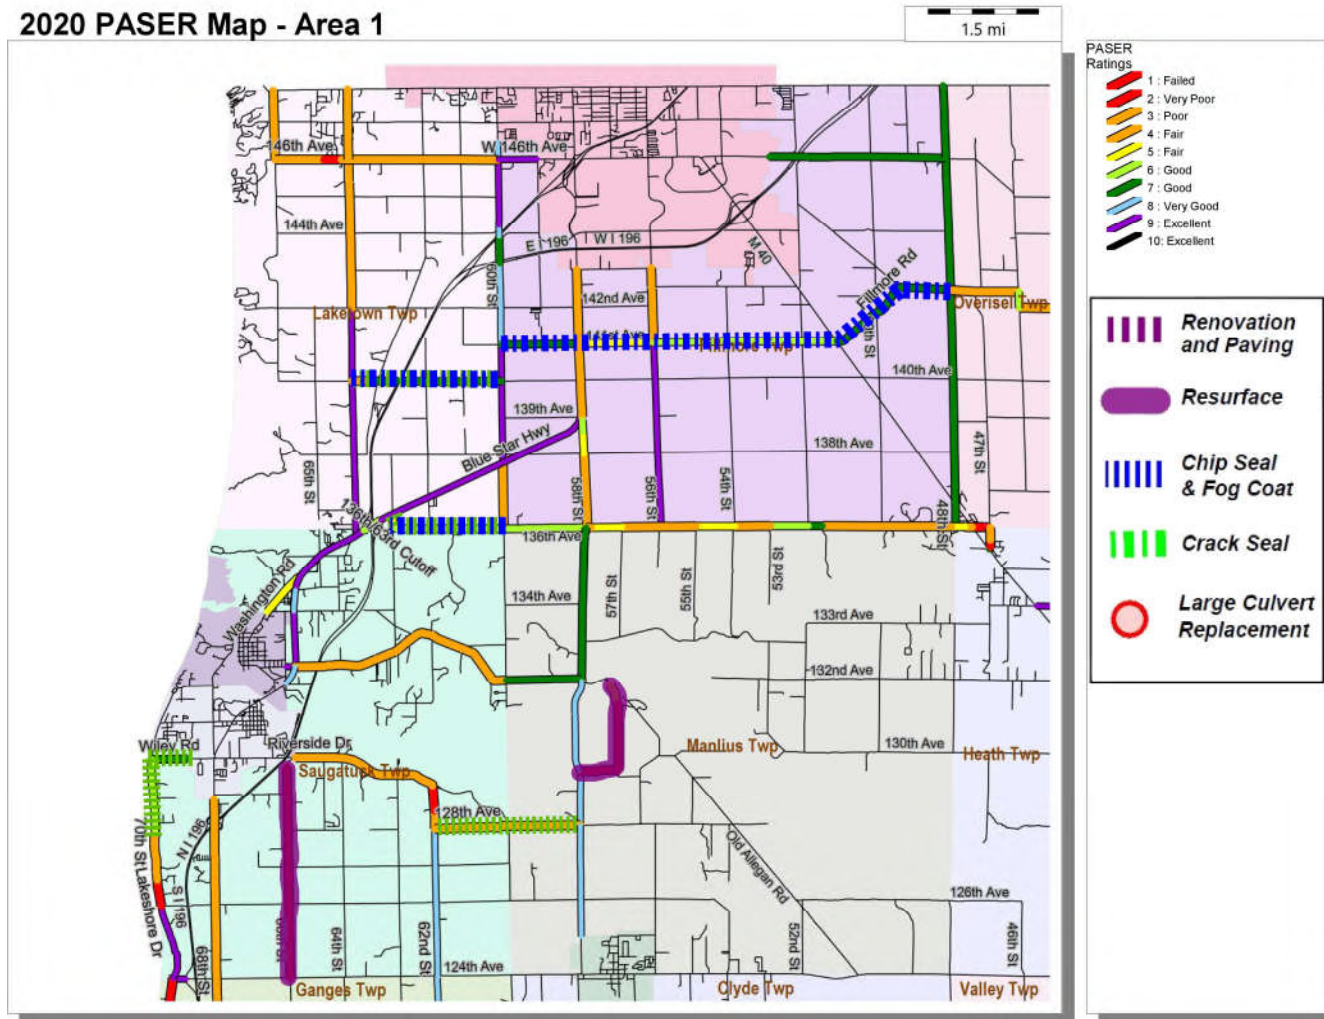 2020 PASER Map - Area 1
1.5 mi
PASER
Ratings
1 : Failed
2 : Very Poor
3 : Poor
4 : Fair
5 : Fair
6 : Good
7 : Good
8 : Very Good
9 : Excellent
10: Excellent
Renovation
and Paving
Resurface
Chip Seal
& Fog Coat
Crack Seal
Large Culvert
Replacement
146th Ave
W 146th Ave
144th Ave
E I 196
W I 196
M 40
60th St
Fillmore Rd
142nd Ave
Laketown Twp
Overisel Twp
141st Ave
Fillmore Twp
140th Ave
139th Ave
138th Ave
Blue Star Hwy
47th St
65th St
58th St
56th St
54th St
48th St
136th/63rd Cutoff
136th Ave
Washington Rd
134th Ave
57th St
55th St
53rd St
133rd Ave
132nd Ave
Wiley Rd
Riverside Dr
130th Ave
Saugatuck Twp
Manlius Twp
Heath Twp
128th Ave
70th St
N I 196
Old Allegan Rd
Lakeshore Dr
S I 196
126th Ave
68th St
64th St
62nd St
52nd St
46th St
124th Ave
Ganges Twp
Clyde Twp
Valley Twp